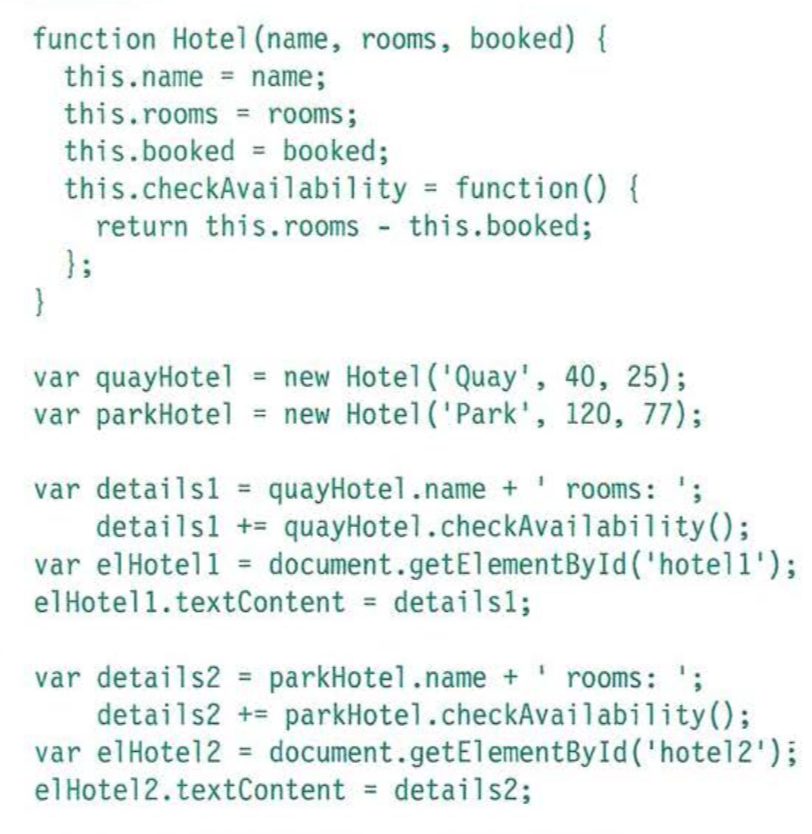 function Hotel(name, rooms, booked) {
  this.name = name;
  this.rooms = rooms;
  this.booked = booked;
  this.checkAvailability = function() {
    return this.rooms - this.booked;
  };
}

var quayHotel = new Hotel('Quay', 40, 25);
var parkHotel = new Hotel('Park', 120, 77);

var details1 = quayHotel.name + ' rooms: ';
    details1 += quayHotel.checkAvailability();
var elHotel1 = document.getElementById('hotel1');
elHotel1.textContent = details1;

var details2 = parkHotel.name + ' rooms: ';
    details2 += parkHotel.checkAvailability();
var elHotel2 = document.getElementById('hotel2');
elHotel2.textContent = details2;